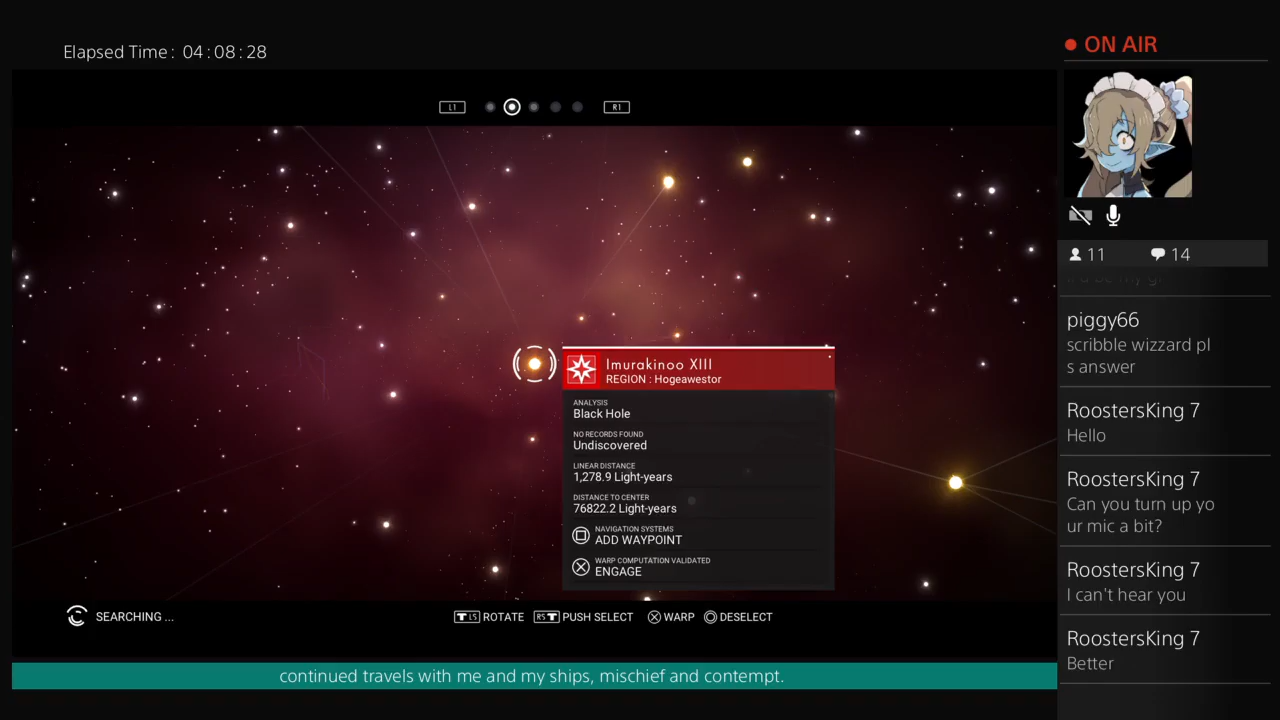 Elapsed Time: 04:08:28
ON AIR
L1
R1
11
14
piggy66
scribble wizzard pl
s answer
RoostersKing 7
Hello
RoostersKing 7
Can you turn up yo
ur mic a bit?
RoostersKing 7
I can't hear you
RoostersKing 7
Better
Imurakinoo XIII
REGION : Hogeawestor
ANALYSIS
Black Hole
NO RECORDS FOUND
Undiscovered
LINEAR DISTANCE
1,278.9 Light-years
DISTANCE TO CENTER
76822.2 Light-years
NAVIGATION SYSTEMS
ADD WAYPOINT
WARP COMPUTATION VALIDATED
ENGAGE
SEARCHING ...
LS ROTATE RS PUSH SELECT WARP DESELECT
continued travels with me and my ships, mischief and contempt.